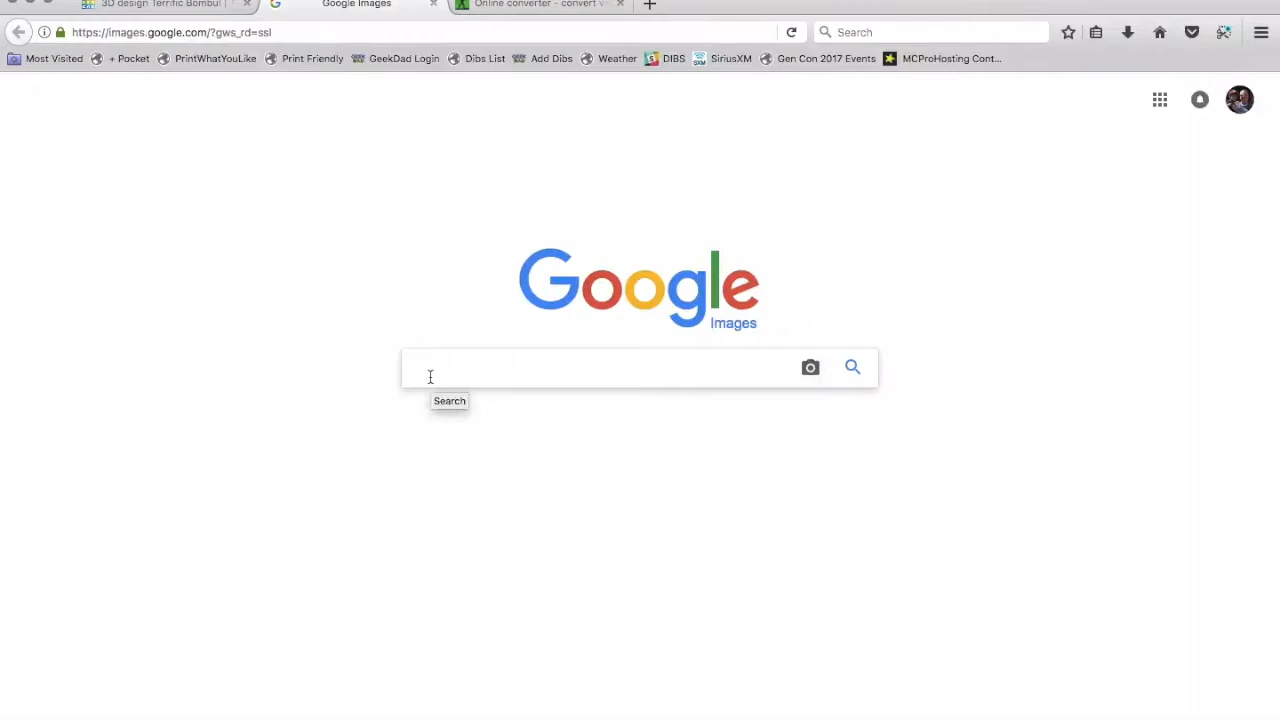 3D design Terrific Bombul | T
Google Images
Online converter - convert v
https://images.google.com/?gws_rd=ssl
Search
Most Visited
+ Pocket
PrintWhatYouLike
Print Friendly
GeekDad Login
Dibs List
Add Dibs
Weather
DIBS
SiriusXM
Gen Con 2017 Events
MCProHosting Cont...
Google
Images
Search